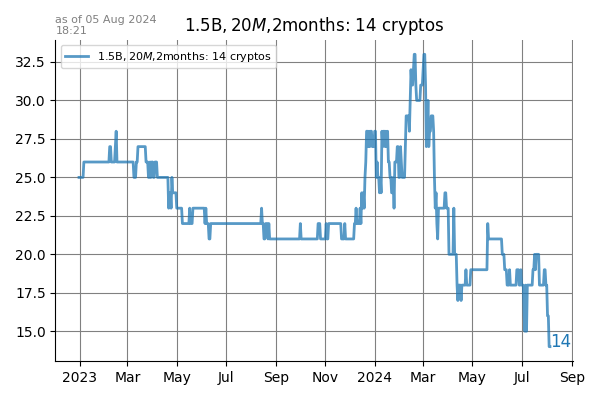 as of 05 Aug 2024
18:21
1.5B, 20M,2months: 14 cryptos
1.5B, 20M,2months: 14 cryptos
32.5
30.0
27.5
25.0
22.5
20.0
17.5
15.0
14
2023 Mar May Jul Sep Nov 2024 Mar May Jul Sep